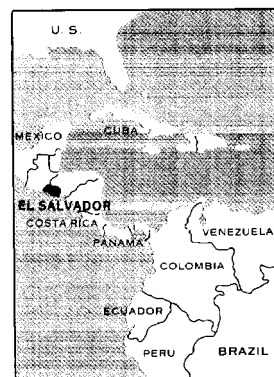 U. S.
MEXICO
CUBA
EL SALVADOR
COSTA RICA
PANAMA
VENEZUELA
COLOMBIA
ECUADOR
PERU
BRAZIL